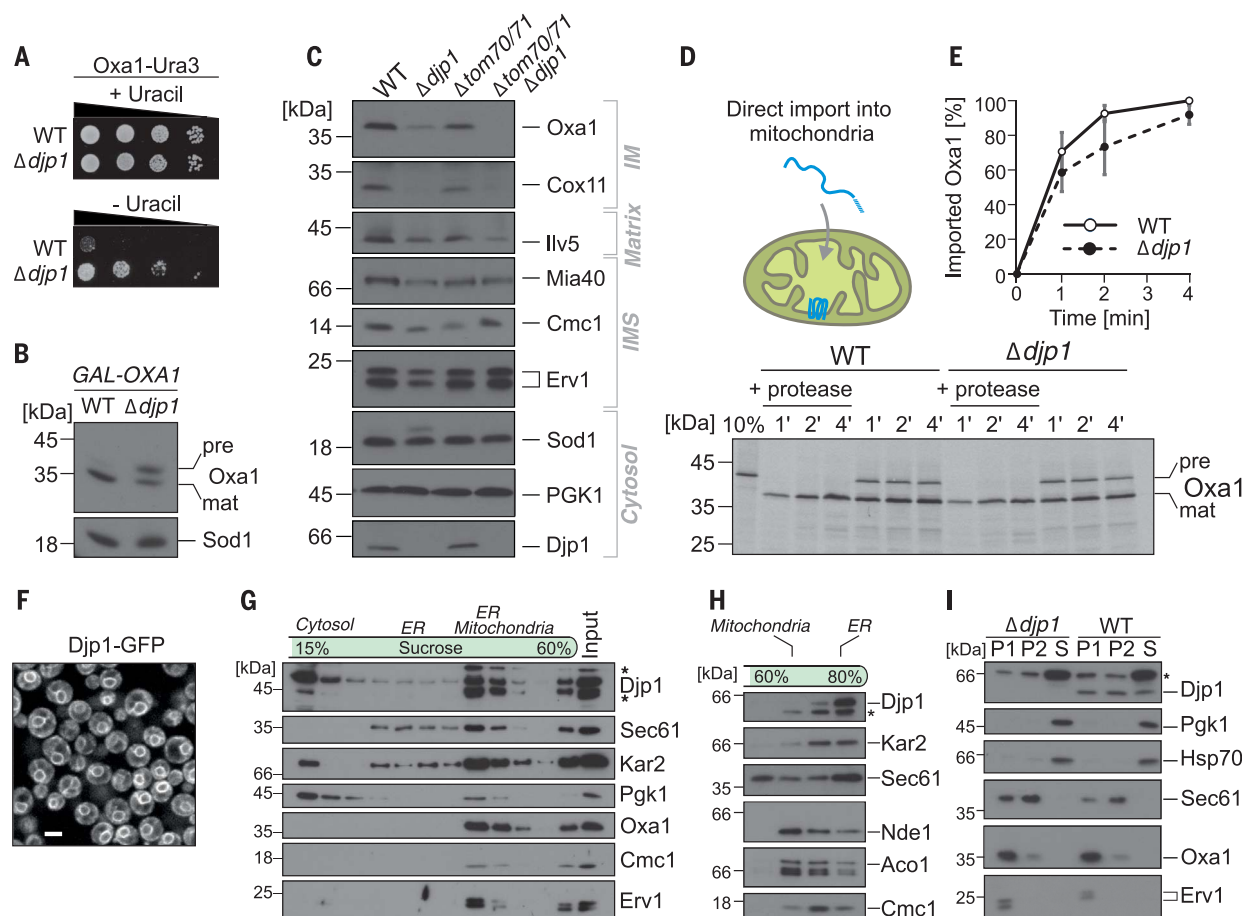 A
Oxa1-Ura3
+ Uracil
WT
Δdjp1
- Uracil
WT
Δdjp1
B
GAL-OXA1
[kDa] WT Δdjp1
45
35
18
pre
Oxa1
mat
Sod1
C
[kDa]
WT
Δdjp1
Δtom70/71
Δtom70/71 Δdjp1
35
Oxa1
35
Cox11
IM
45
Ilv5
Matrix
66
Mia40
14
Cmc1
25
Erv1
IMS
18
Sod1
45
PGK1
66
Djp1
Cytosol
D
Direct import into
mitochondria
E
Imported Oxa1 [%]
100
80
60
40
20
0
0 1 2 3 4
Time [min]
WT
Δdjp1
WT Δdjp1
+ protease + protease
[kDa] 10% 1' 2' 4' 1' 2' 4' 1' 2' 4' 1' 2' 4'
45
35
25
pre
Oxa1
mat
F
Djp1-GFP
G
Cytosol ER ER Mitochondria
15% Sucrose 60% Input
[kDa]
45
*
Djp1
*
35
Sec61
66
Kar2
45
Pgk1
35
Oxa1
18
Cmc1
25
Erv1
H
Mitochondria ER
60% 80%
[kDa]
66
Djp1
*
66
Kar2
35
Sec61
66
Nde1
66
Aco1
18
Cmc1
I
Δdjp1 WT
[kDa] P1 P2 S P1 P2 S
66
*
Djp1
45
Pgk1
66
Hsp70
35
Sec61
35
Oxa1
25
Erv1